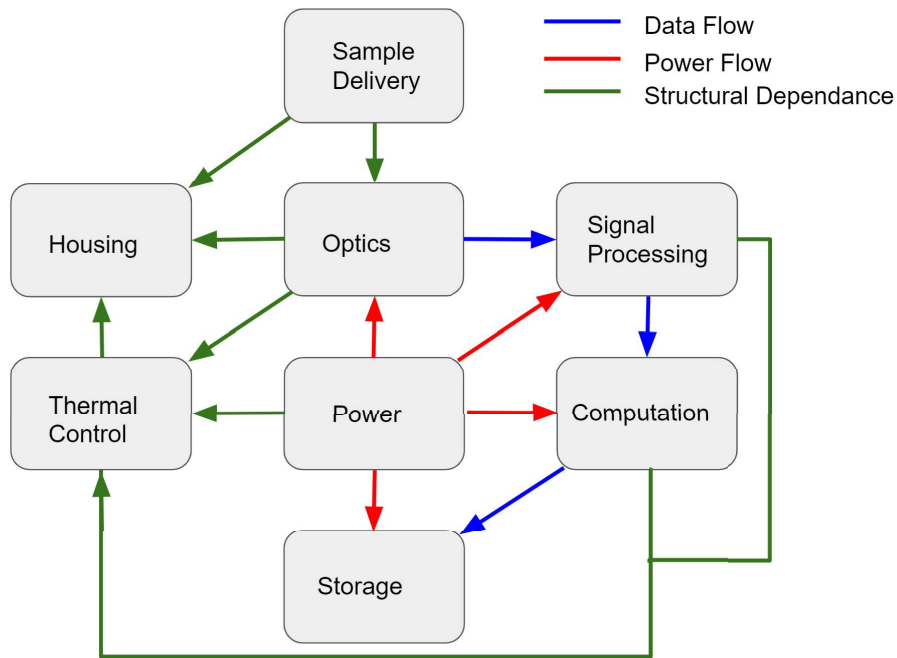 Sample
Delivery
Data Flow
Power Flow
Structural Dependance
Housing
Optics
Signal
Processing
Thermal
Control
Power
Computation
Storage